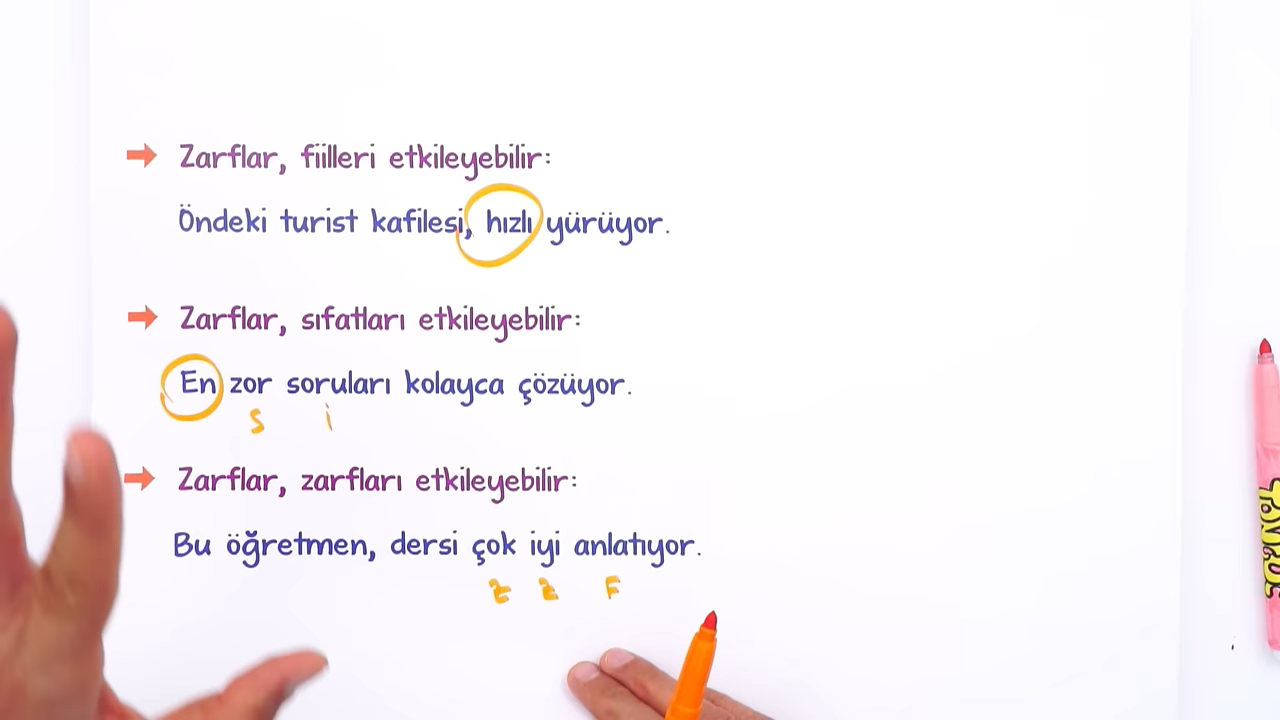 Zarflar, fiilleri etkileyebilir:
Öndeki turist kafilesi, hızlı yürüyor.
Zarflar, sıfatları etkileyebilir:
En zor soruları kolayca çözüyor.
s i
Zarflar, zarfları etkileyebilir:
Bu öğretmen, dersi çok iyi anlatıyor.
z z F